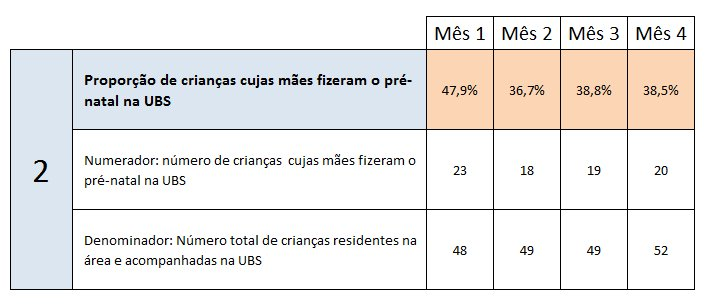 Mês 1 Mês 2 Mês 3 Mês 4
2
Proporção de crianças cujas mães fizeram o pré-
natal na UBS
47,9% 36,7% 38,8% 38,5%
Numerador: número de crianças  cujas mães fizeram o
pré-natal na UBS
23 18 19 20
Denominador: Número total de crianças residentes na
área e acompanhadas na UBS
48 49 49 52